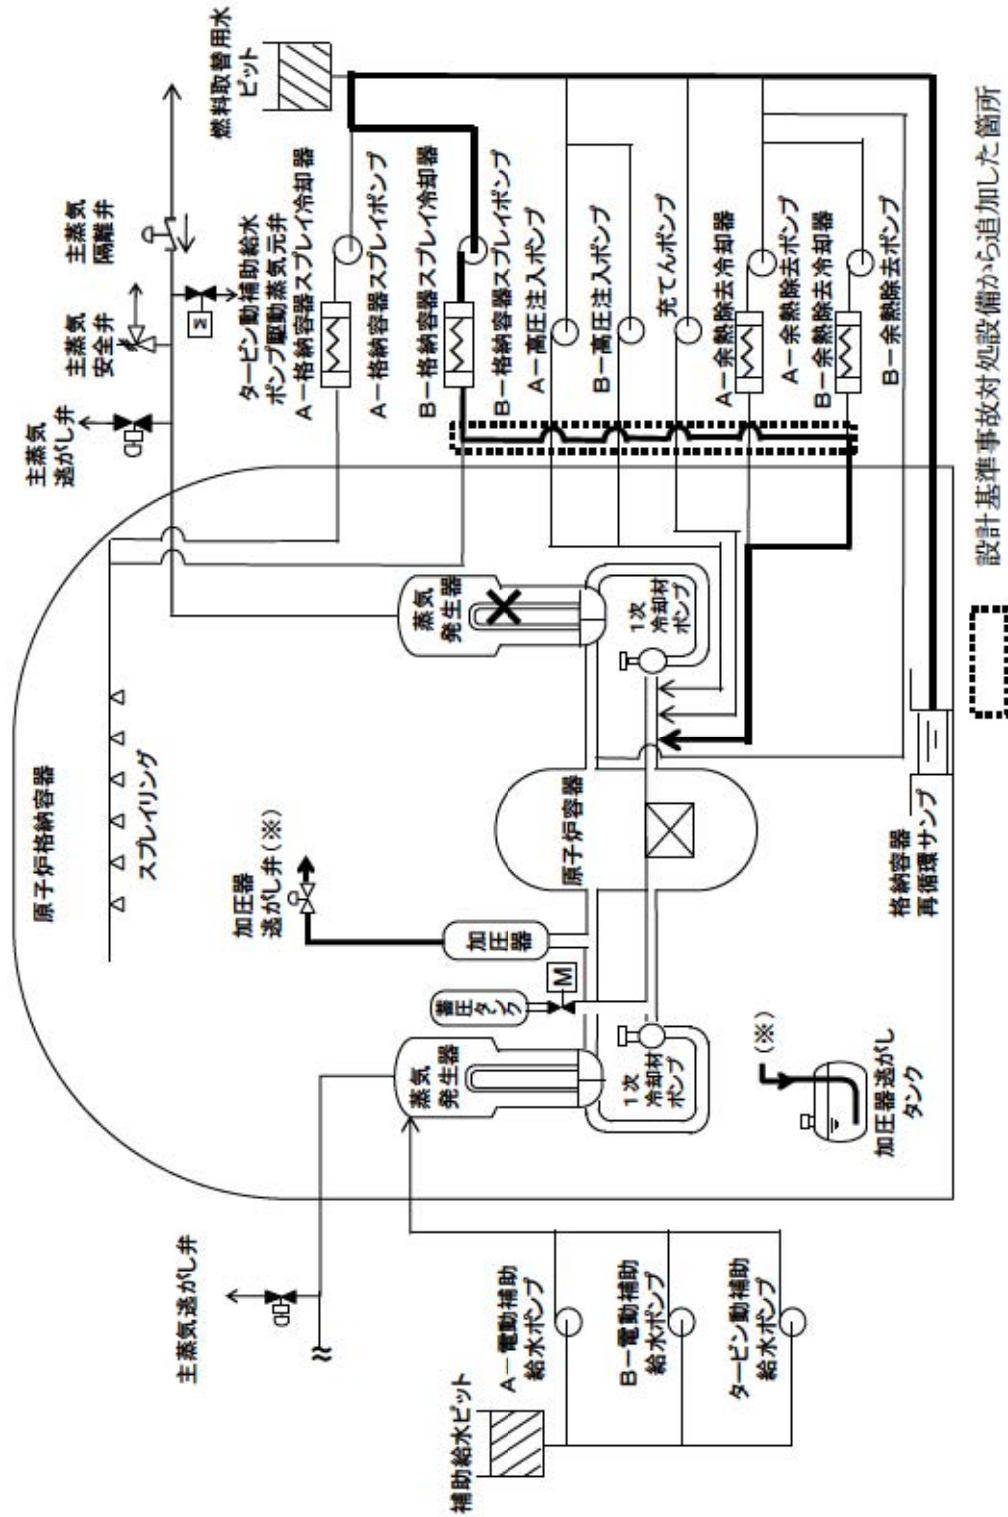 補助給水ピット
A－電動補助
給水ポンプ
B－電動補助
給水ポンプ
タービン動補助
給水ポンプ
主蒸気逃がし弁
原子炉格納容器
スプレイリング
蒸気
発生器
1次
冷却材
ポンプ
蓄圧タンク
M
加圧器
加圧器
逃がし弁(※)
(※)
加圧器逃がし
タンク
原子炉容器
格納容器
再循環サンプ
蒸気
発生器
1次
冷却材
ポンプ
主蒸気
逃がし弁
主蒸気
安全弁
主蒸気
隔離弁
M
タービン動補助給水
ポンプ駆動蒸気元弁
燃料取替用水
ピット
A－格納容器スプレイ冷却器
A－格納容器スプレイポンプ
B－格納容器スプレイ冷却器
B－格納容器スプレイポンプ
A－高圧注入ポンプ
B－高圧注入ポンプ
充てんポンプ
A－余熱除去冷却器
A－余熱除去ポンプ
B－余熱除去冷却器
B－余熱除去ポンプ
設計基準事故対処設備から追加した箇所